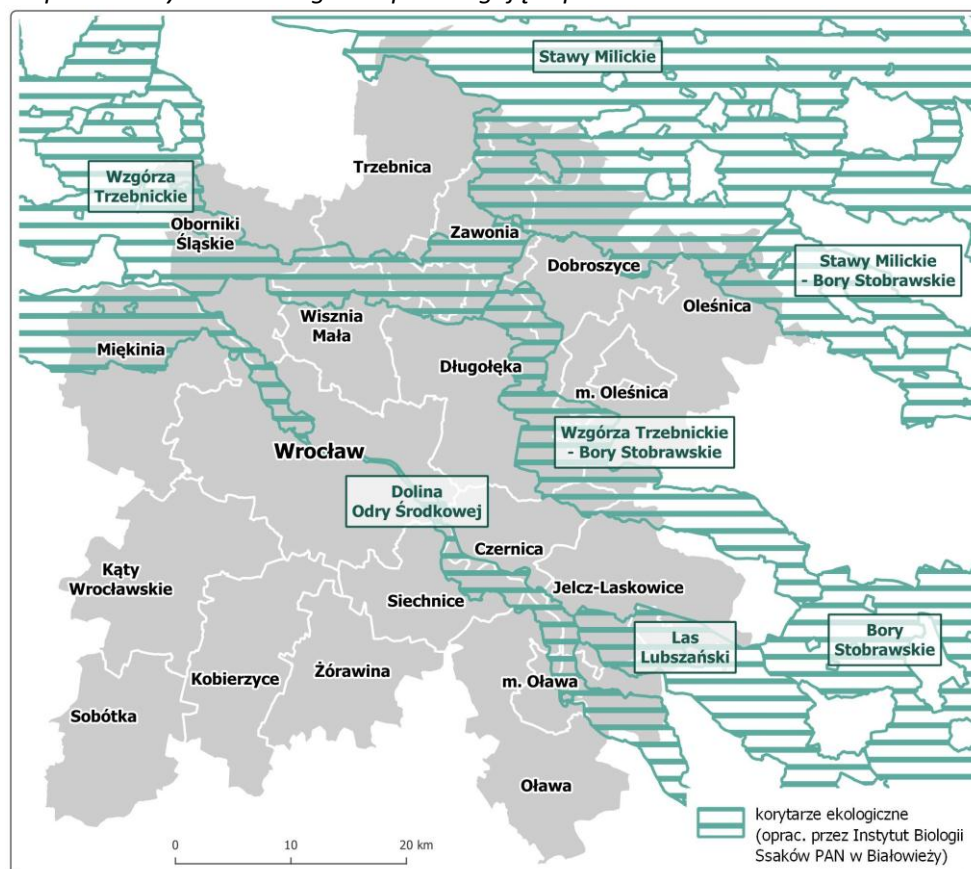 Stawy Milickie
Trzebnica
Wzgórza
Trzebnickie
Oborniki
Śląskie
Zawonia
Dobroszyce
Stawy Milickie
- Bory Stobrawskie
Oleśnica
Wisznia
Mała
Miękinia
Długołęka
m. Oleśnica
Wzgórza Trzebnickie
- Bory Stobrawskie
Wrocław
Dolina
Odry Środkowej
Czernica
Kąty
Wrocławskie
Siechnice
Jelcz-Laskowice
Las
Lubszański
Bory
Stobrawskie
Żórawina
Kobierzyce
m. Oława
Sobótka
Oława
korytarze ekologiczne
(oprac. przez Instytut Biologii
Ssaków PAN w Białowieży)
0 10 20 km